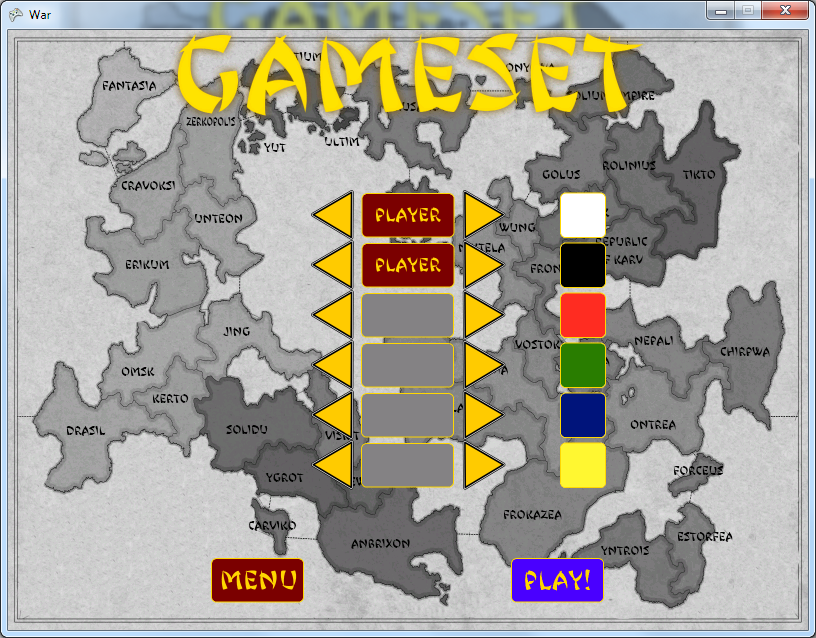 War
GAMESET
FANTASIA
ZERKOPOLIS
YUT
ULTIM
CRAVOKSI
GOLUS
ROLINIUS
TIKTO
UNTEON
PLAYER
WUNG
REPUBLIC
OF KARV
ERIKUM
PLAYER
JING
VOSTOK
NEPALI
CHIRPWA
OMSK
KERTO
DRASIL
SOLIDU
ONTREA
YGROT
FORCEUS
CARVIKO
FROKAZEA
ANBRIXON
YNTROIS
ESTORFEA
MENU
PLAY!